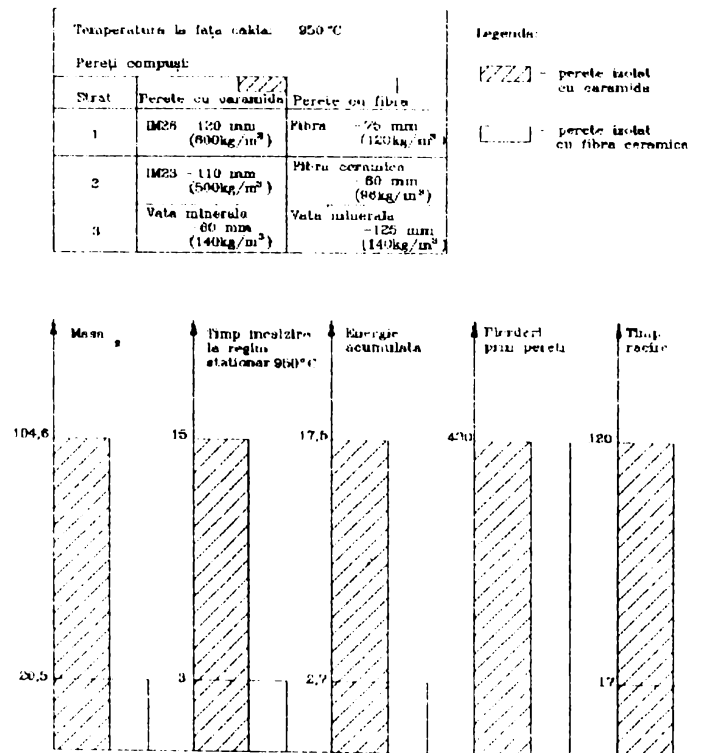 Temperatura la fața caldă: 950 °C
Pereți compuși:
Strat Perete cu caramida Perete cu fibra
1 IM26 -120 mm (800kg/m³) Fibra -75 mm (120kg/m³)
2 IM23 -110 mm (500kg/m³) Fibra ceramica -60 mm (96kg/m³)
3 Vata minerala -60 mm (140kg/m³) Vata minerala -125 mm (140kg/m³)
Legenda:
- perete izolat
cu caramida
- perete izolat
cu fibra ceramica
Masa
104,6
20,5
Timp incalzire
la regim
stationar 950°C
15
3
Energie
acumulata
17,5
2,7
Pierderi
prin pereti
430
Timp
racire
120
17